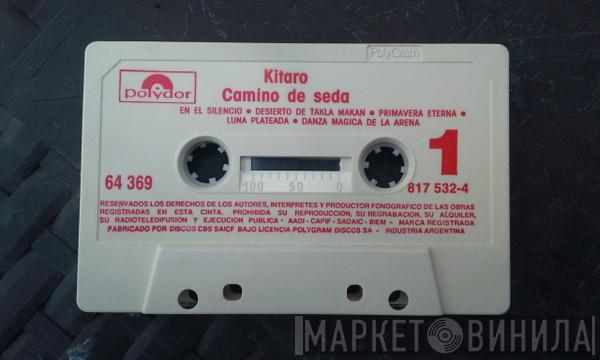 PolyGram
polydor
Kitaro
Camino de seda
EN EL SILENCIO • DESIERTO DE TAKLA MAKAN • PRIMAVERA ETERNA •
LUNA PLATEADA • DANZA MAGICA DE LA ARENA
1
64 369
100 50 0
817 532-4
RESERVADOS LOS DERECHOS DE LOS AUTORES, INTERPRETES Y PRODUCTOR FONOGRAFICO DE LAS OBRAS
REGISTRADAS EN ESTA CINTA. PROHIBIDA SU REPRODUCCION, SU REGRABACION, SU ALQUILER,
SU RADIOTELEDIFUSION Y EJECUCION PUBLICA - AADI - CAPIF - SADAIC - BIEM - MARCA REGISTRADA
FABRICADO POR DISCOS CBS SAICF BAJO LICENCIA POLYGRAM DISCOS SA - INDUSTRIA ARGENTINA
МАРКЕТ ВИНИЛА